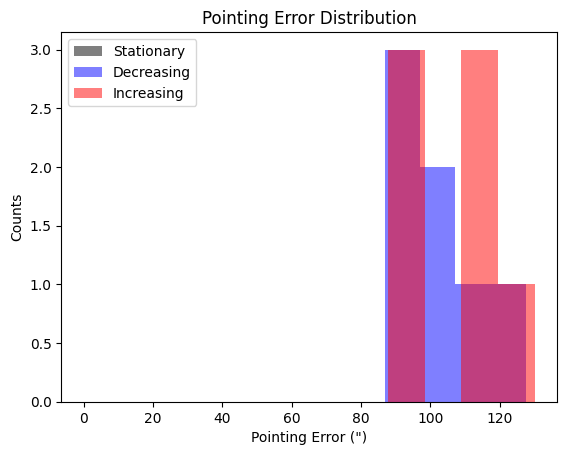 Pointing Error Distribution
Stationary
Decreasing
Increasing
3.0
2.5
2.0
1.5
1.0
0.5
0.0
Counts
0 20 40 60 80 100 120
Pointing Error (")